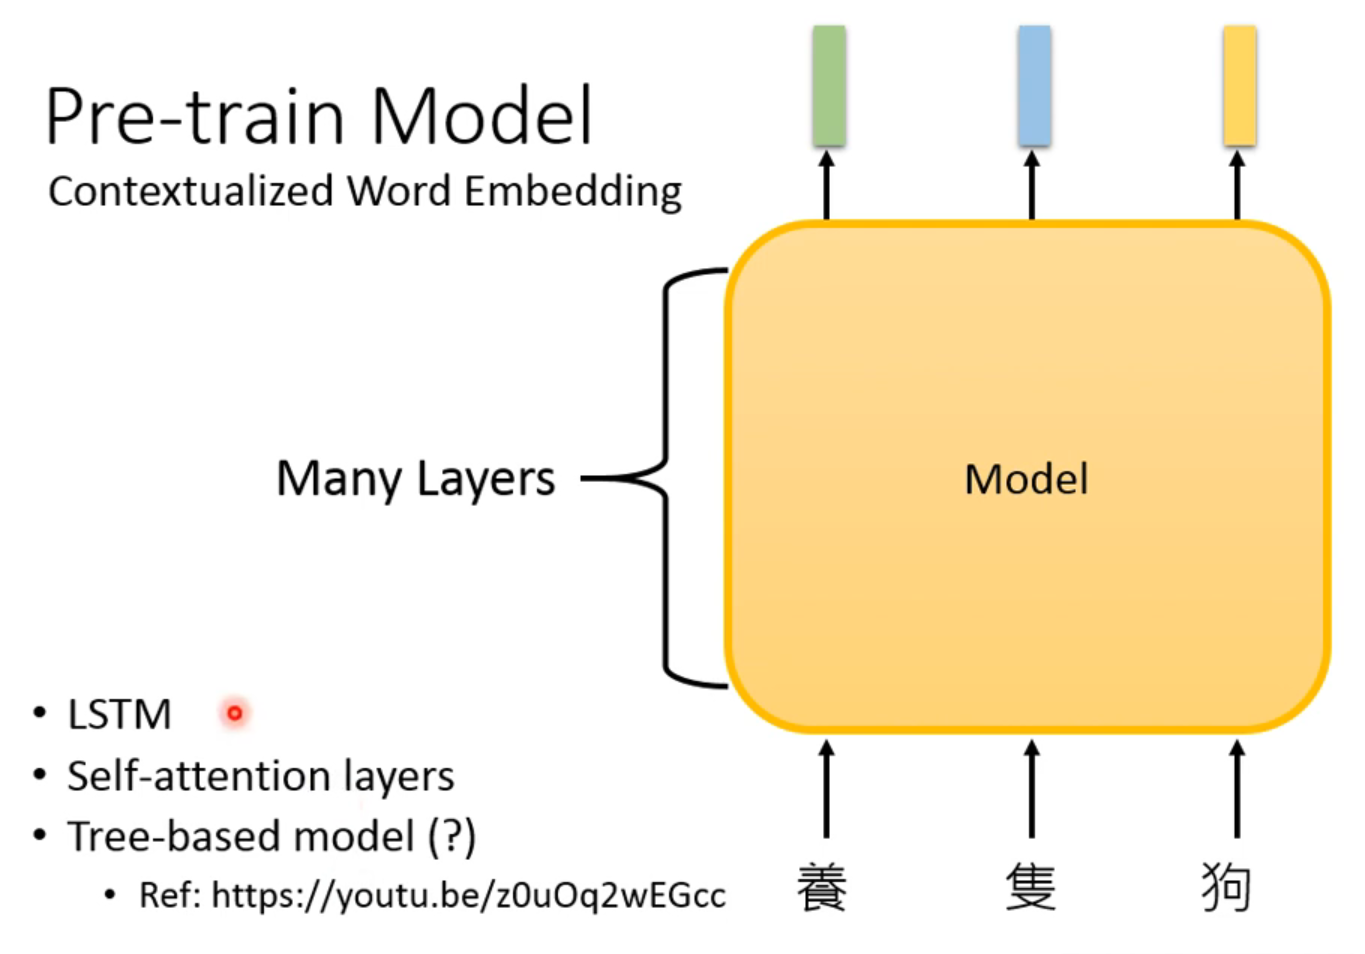 Pre-train Model
Contextualized Word Embedding
Many Layers
Model
• LSTM
• Self-attention layers
• Tree-based model (?)
• Ref: https://youtu.be/z0uOq2wEGcc
養 隻 狗